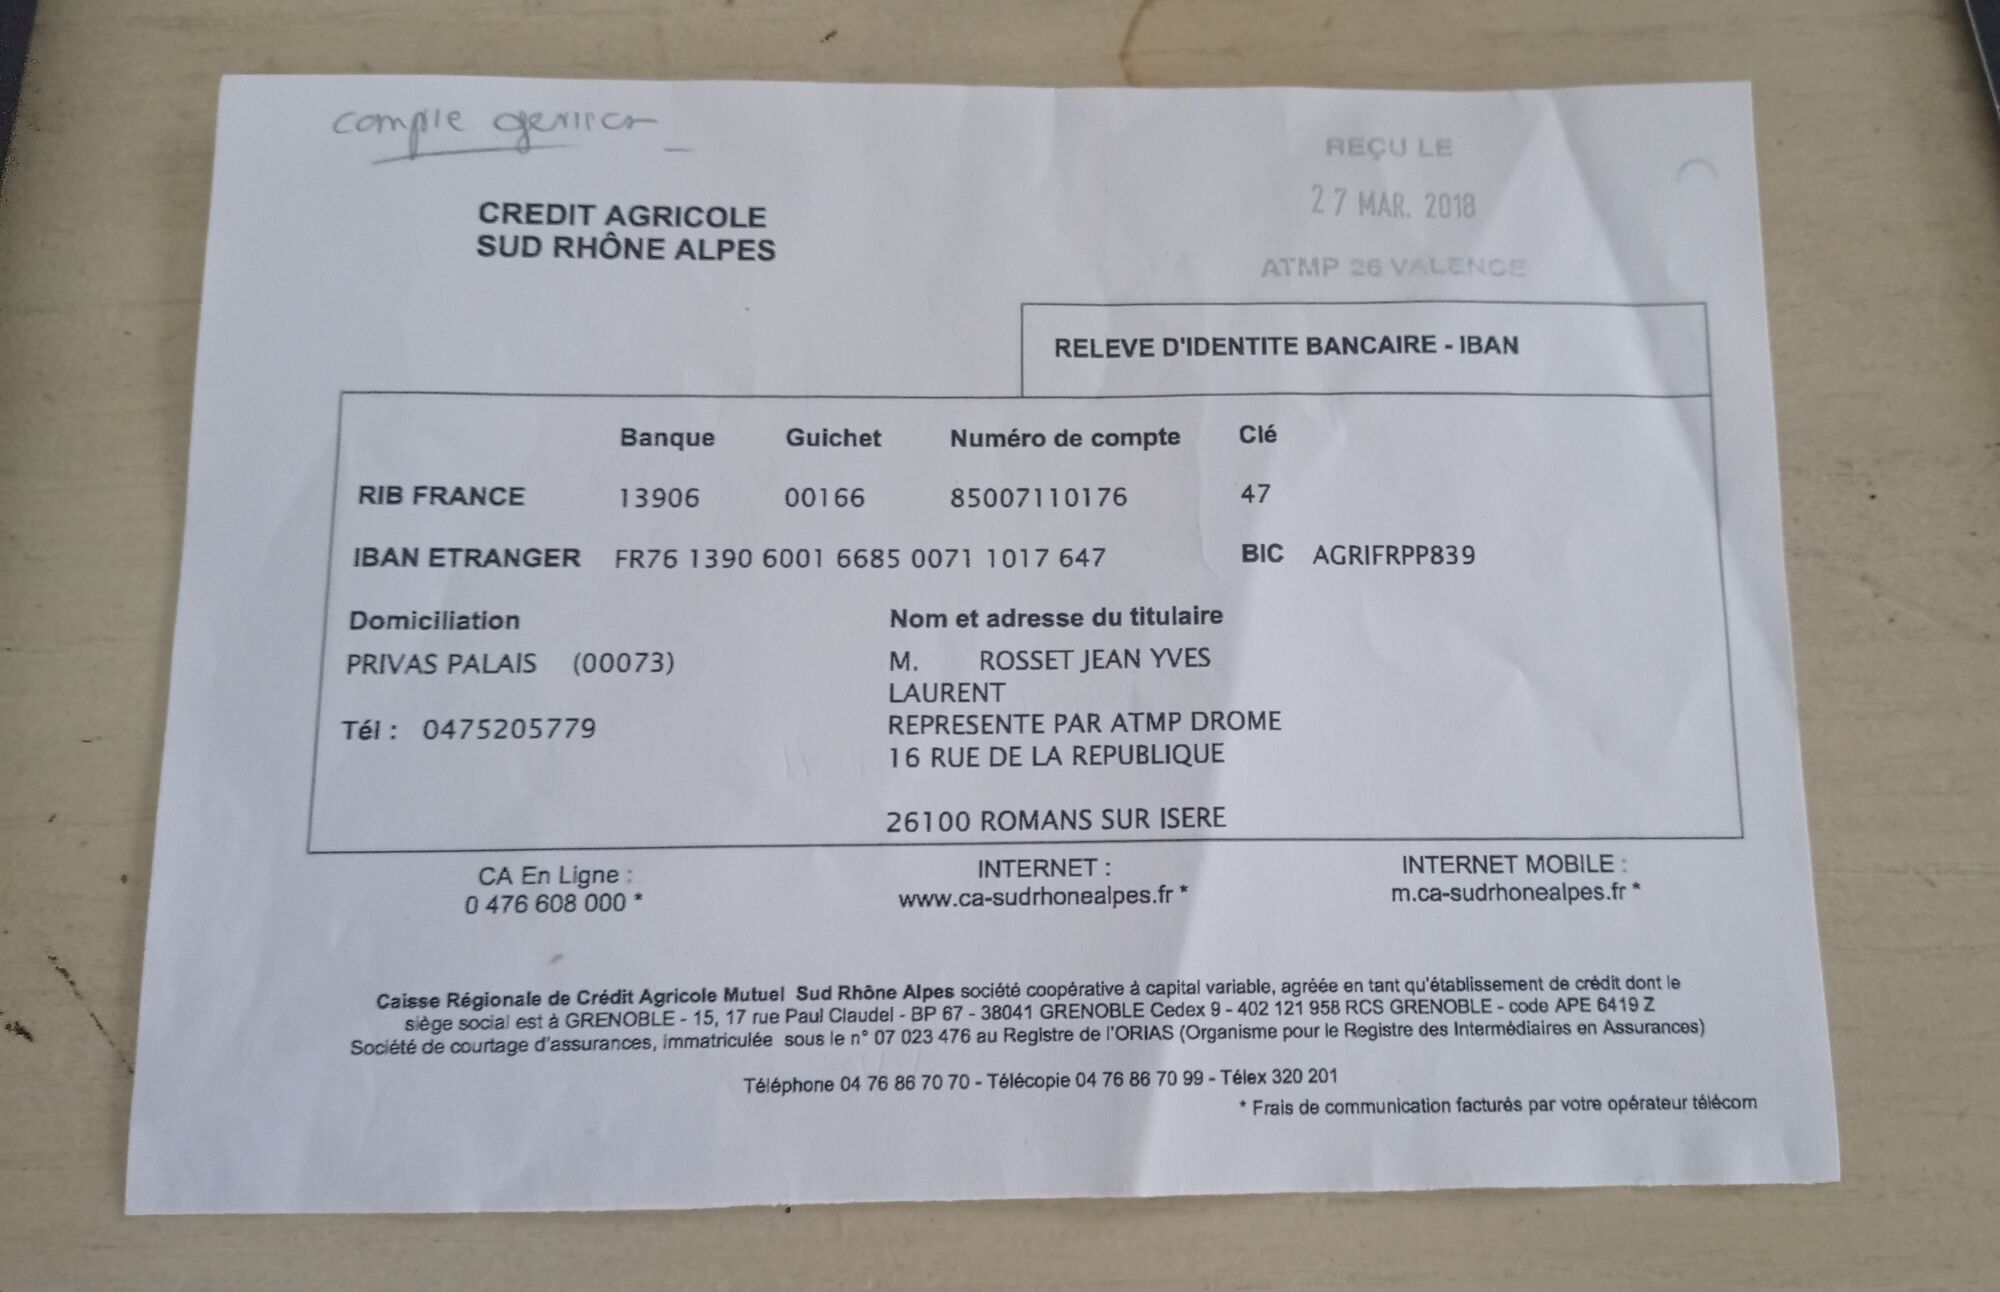 compte
REÇU LE
27 MAR. 2018
ATMP 26 VALENCE
CREDIT AGRICOLE
SUD RHÔNE ALPES
RELEVE D'IDENTITE BANCAIRE - IBAN
Banque Guichet Numéro de compte Clé
RIB FRANCE 13906 00166 85007110176 47
IBAN ETRANGER FR76 1390 6001 6685 0071 1017 647 BIC AGRIFRPP839
Domiciliation
PRIVAS PALAIS (00073)
Tél : 0475205779
Nom et adresse du titulaire
M. ROSSET JEAN YVES
LAURENT
REPRESENTE PAR ATMP DROME
16 RUE DE LA REPUBLIQUE
26100 ROMANS SUR ISERE
CA En Ligne :
0 476 608 000 *
INTERNET :
www.ca-sudrhonealpes.fr *
INTERNET MOBILE :
m.ca-sudrhonealpes.fr *
Caisse Régionale de Crédit Agricole Mutuel Sud Rhône Alpes société coopérative à capital variable, agréée en tant qu'établissement de crédit dont le
siège social est à GRENOBLE - 15, 17 rue Paul Claudel - BP 67 - 38041 GRENOBLE Cedex 9 - 402 121 958 RCS GRENOBLE - code APE 6419 Z
Société de courtage d'assurances, immatriculée sous le n° 07 023 476 au Registre de l'ORIAS (Organisme pour le Registre des Intermédiaires en Assurances)
Téléphone 04 76 86 70 70 - Télécopie 04 76 86 70 99 - Télex 320 201
* Frais de communication facturés par votre opérateur télécom